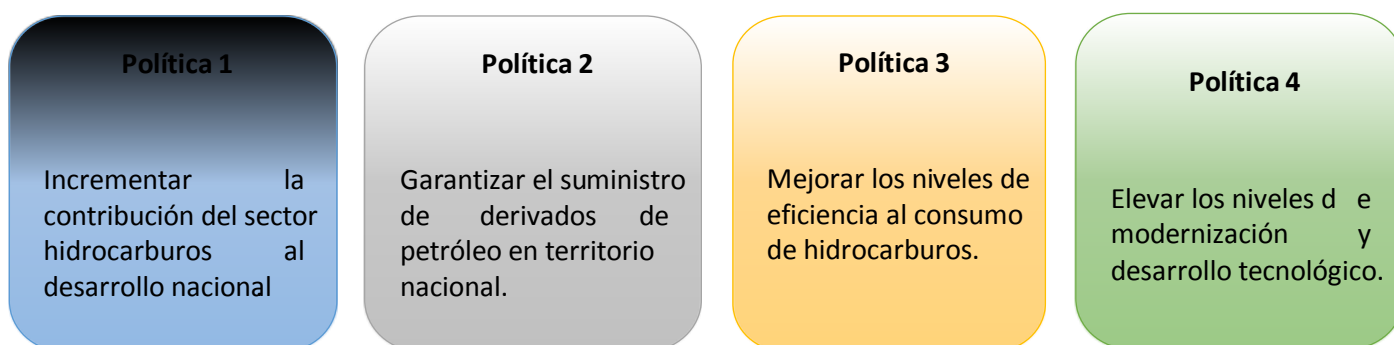 Política 1
Incrementar la
contribución del sector
hidrocarburos al
desarrollo nacional
Política 2
Garantizar el suministro
de derivados de
petróleo en territorio
nacional.
Política 3
Mejorar los niveles de
eficiencia al consumo
de hidrocarburos.
Política 4
Elevar los niveles d e
modernización y
desarrollo tecnológico.